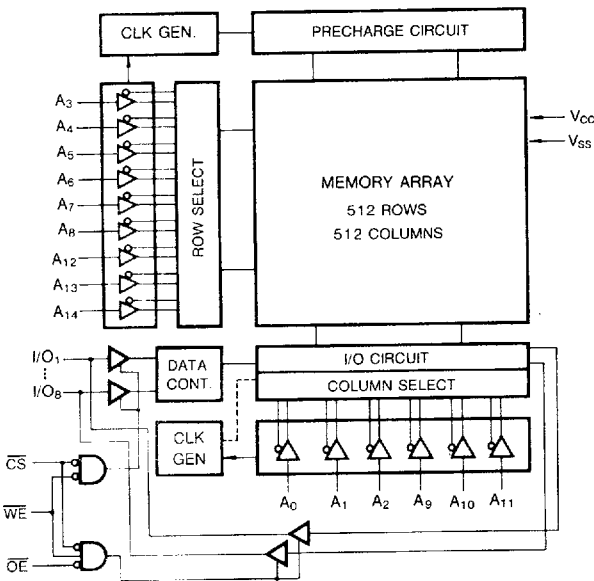 CLK GEN.
PRECHARGE CIRCUIT
A3
A4
A5
A6
A7
A8
A12
A13
A14
ROW SELECT
MEMORY ARRAY
512 ROWS
512 COLUMNS
VCC
VSS
I/O1
I/O8
DATA
CONT.
I/O CIRCUIT
COLUMN SELECT
CLK
GEN
A0
A1
A2
A9
A10
A11
CS
WE
OE